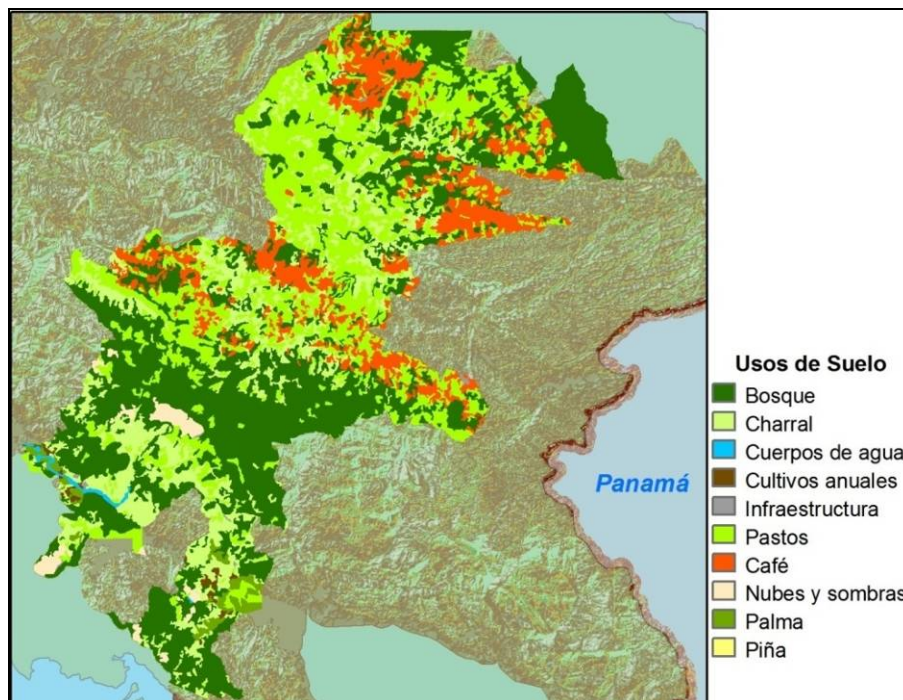 Usos de Suelo
Bosque
Charral
Cuerpos de agua
Cultivos anuales
Infraestructura
Pastos
Café
Nubes y sombras
Palma
Piña
Panamá